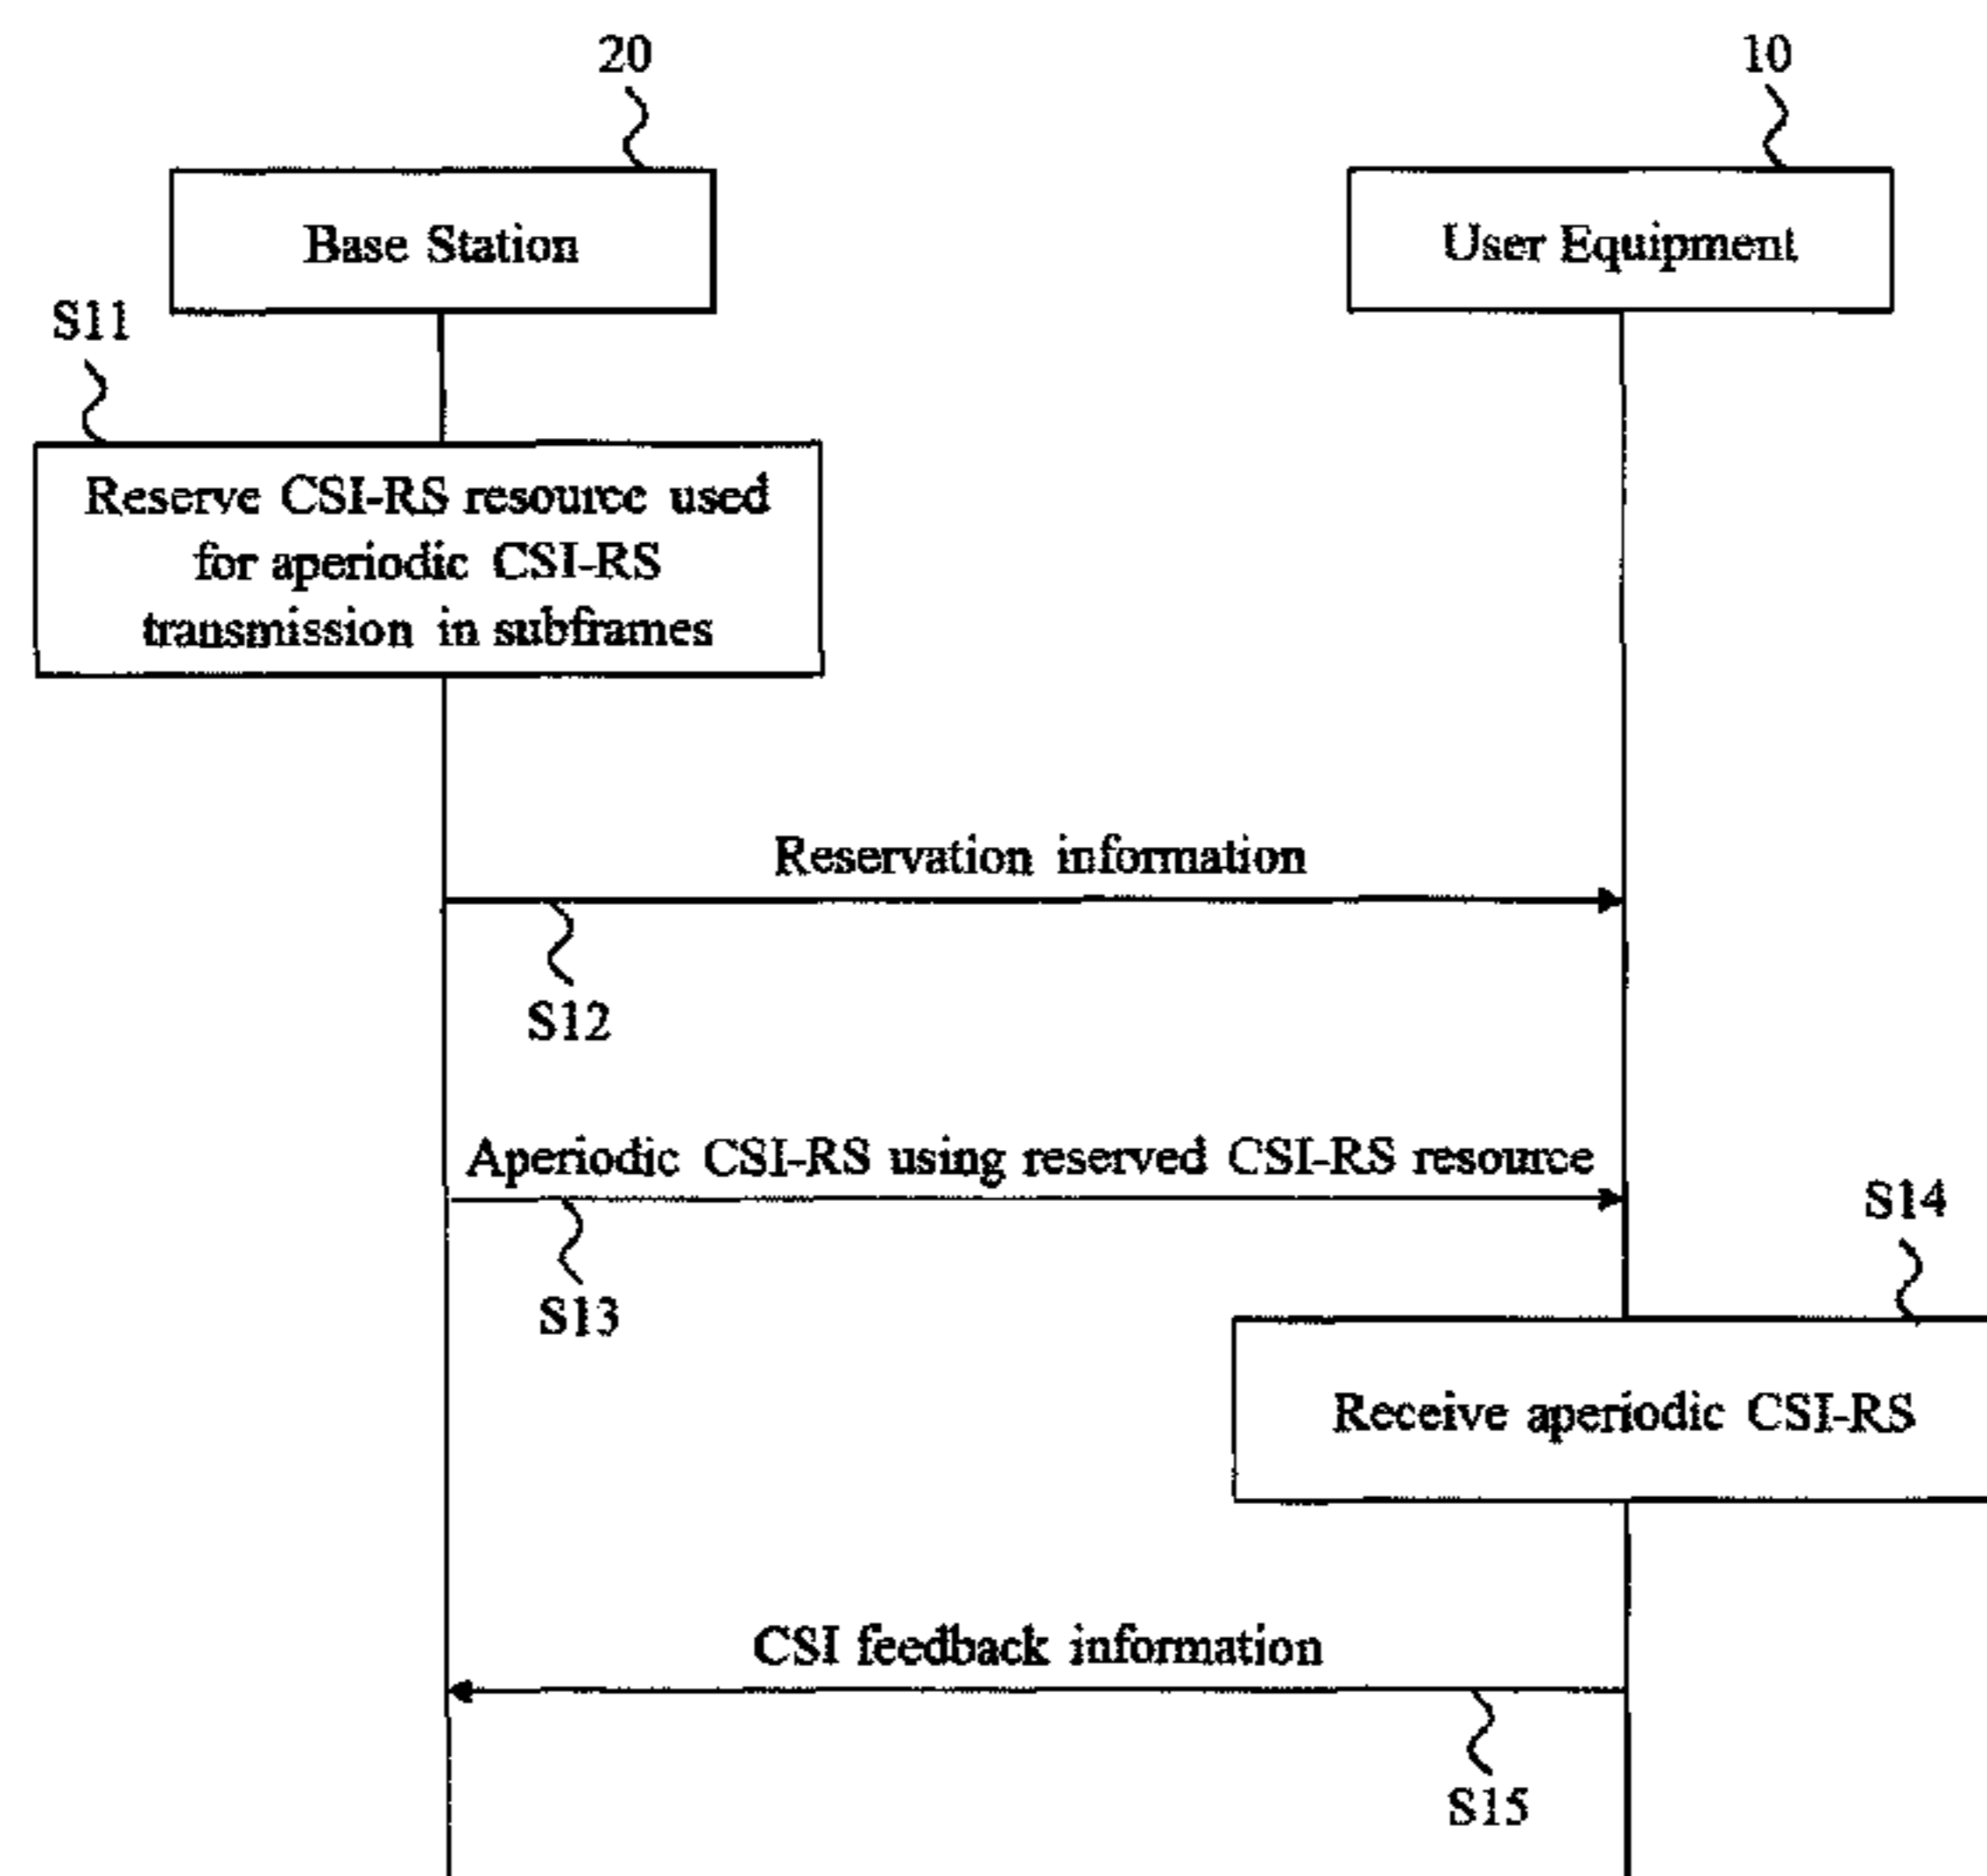 20
10
Base Station
User Equipment
S11
Reserve CSI-RS resource used
for aperiodic CSI-RS
transmission in subframes
Reservation information
S12
Aperiodic CSI-RS using reserved CSI-RS resource
S13
S14
Receive aperiodic CSI-RS
CSI feedback information
S15